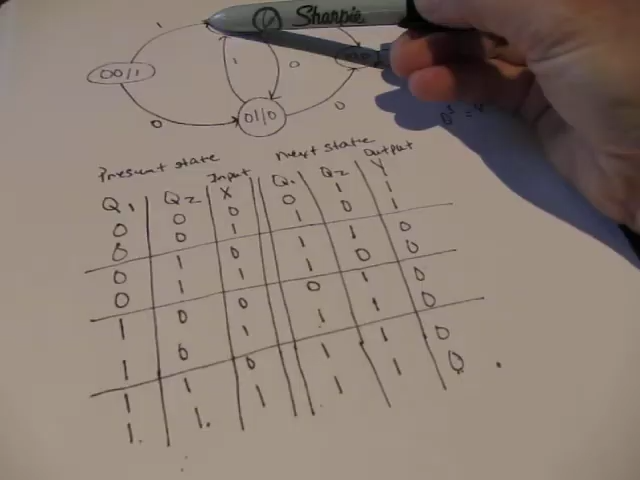 1 Sharpie
00/1
1 0
01/0
0 0
Present state Next state Output
Input
Q1 Q2 X Q1 Q2 Y
0 0 0 0 1 1
0 0 1 1 0 1
0 1 0 1 1 0
0 1 1 1 0 0
1 0 0 0 1 0
1 0 1 1 1 0
1 1 0 1 1 0
1 1 1 1 1 0